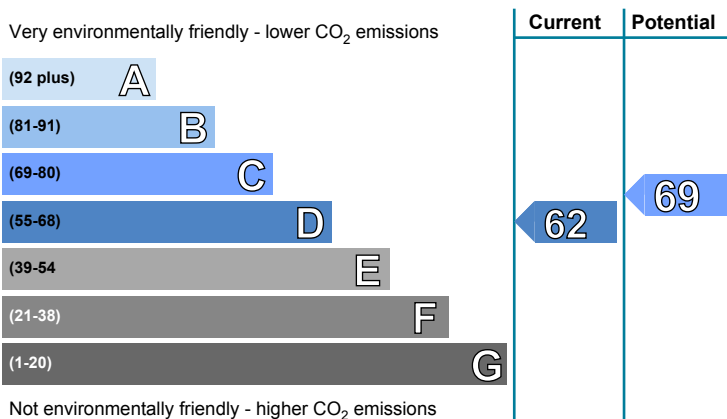 Current Potential
Very environmentally friendly - lower CO2 emissions
(92 plus) A
(81-91) B
(69-80) C
69
(55-68) D
62
(39-54 E
(21-38) F
(1-20) G
Not environmentally friendly - higher CO2 emissions